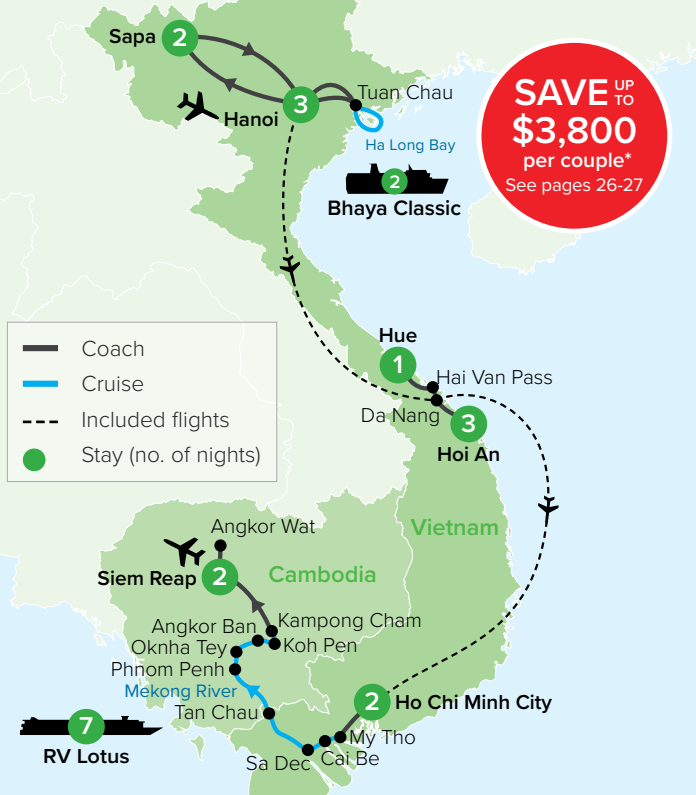 Sapa
2
3
Hanoi
Tuan Chau
Ha Long Bay
2
Bhaya Classic
SAVE UP TO
$3,800
per couple*
See pages 26-27
Coach
Cruise
Included flights
Stay (no. of nights)
Hue
1
Hai Van Pass
Da Nang
3
Hoi An
Vietnam
Angkor Wat
Siem Reap
2
Cambodia
Kampong Cham
Angkor Ban
Koh Pen
Oknha Tey
Phnom Penh
Mekong River
Tan Chau
2
Ho Chi Minh City
My Tho
Cai Be
Sa Dec
7
RV Lotus